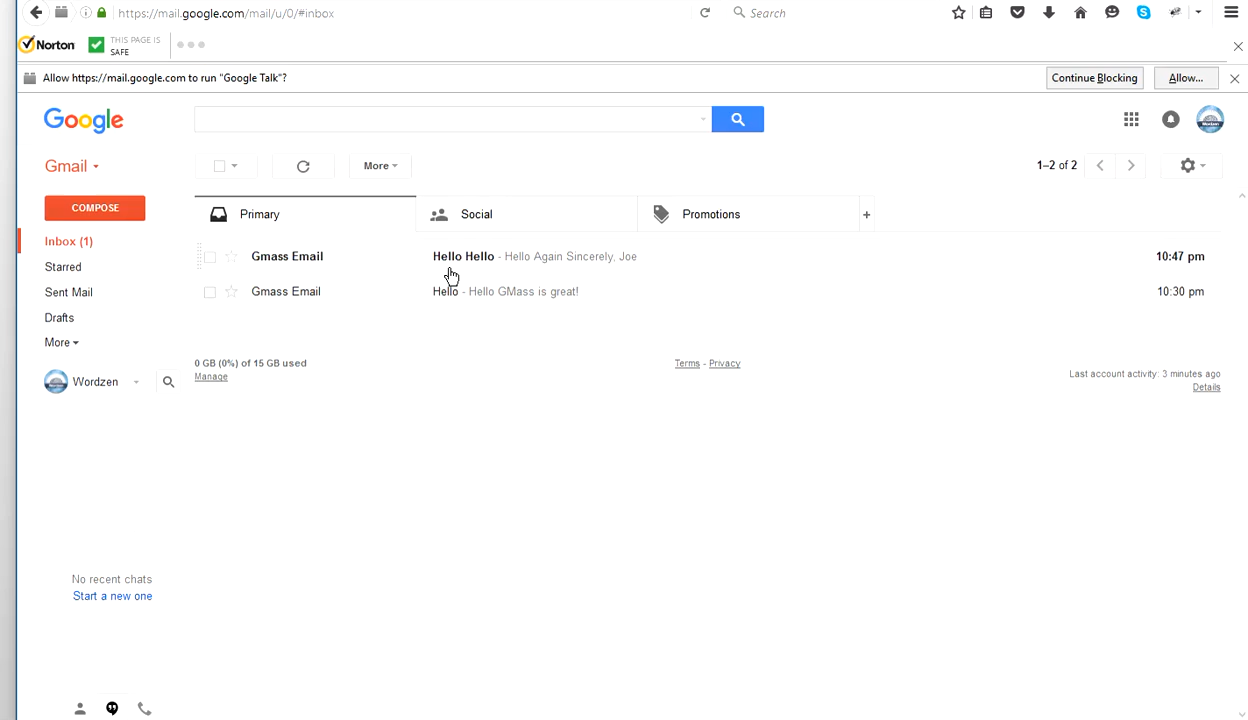 https://mail.google.com/mail/u/0/#inbox
Search
Norton
THIS PAGE IS
SAFE
Allow https://mail.google.com to run "Google Talk"?
Continue Blocking
Allow...
Google
Gmail
More
1–2 of 2
COMPOSE
Primary
Social
Promotions
+
Inbox (1)
Starred
Sent Mail
Drafts
More
Gmass Email Hello Hello - Hello Again Sincerely, Joe 10:47 pm
Gmass Email Hello - Hello GMass is great! 10:30 pm
0 GB (0%) of 15 GB used
Manage
Terms - Privacy
Last account activity: 3 minutes ago
Details
Wordzen
No recent chats
Start a new one